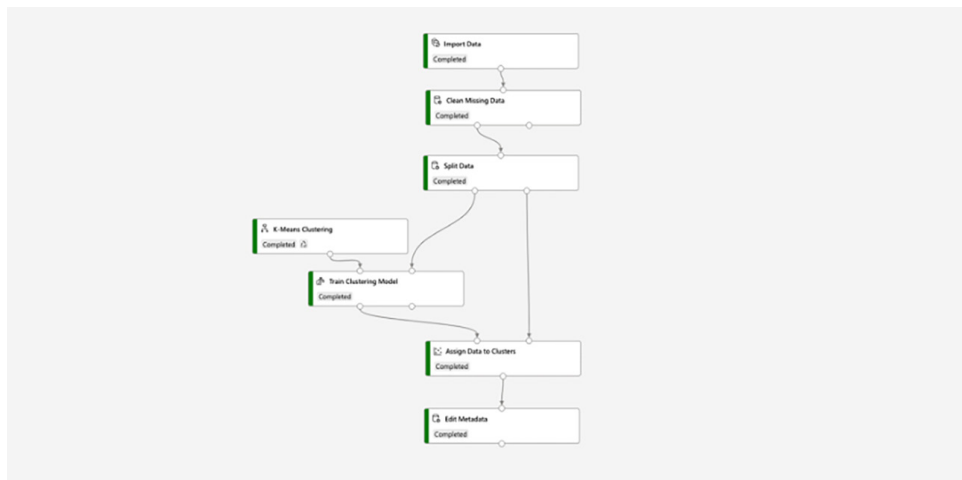 Import Data
Completed
Clean Missing Data
Completed
Split Data
Completed
K-Means Clustering
Completed
Train Clustering Model
Completed
Assign Data to Clusters
Completed
Edit Metadata
Completed